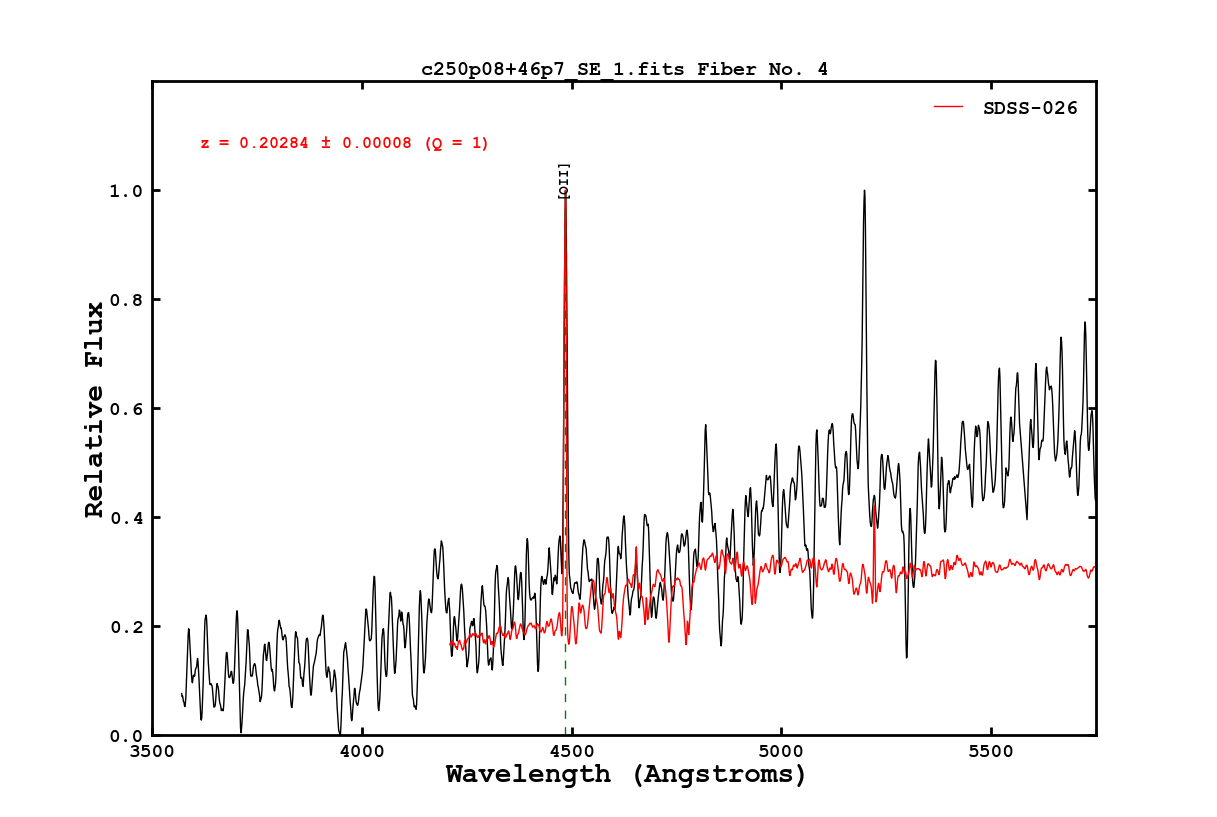 c250p08+46p7_SE_1.fits Fiber No. 4
SDSS-026
z = 0.20284 ± 0.00008 (Q = 1)
[OII]
1.0
0.8
0.6
0.4
0.2
0.0
Relative Flux
3500 4000 4500 5000 5500
Wavelength (Angstroms)